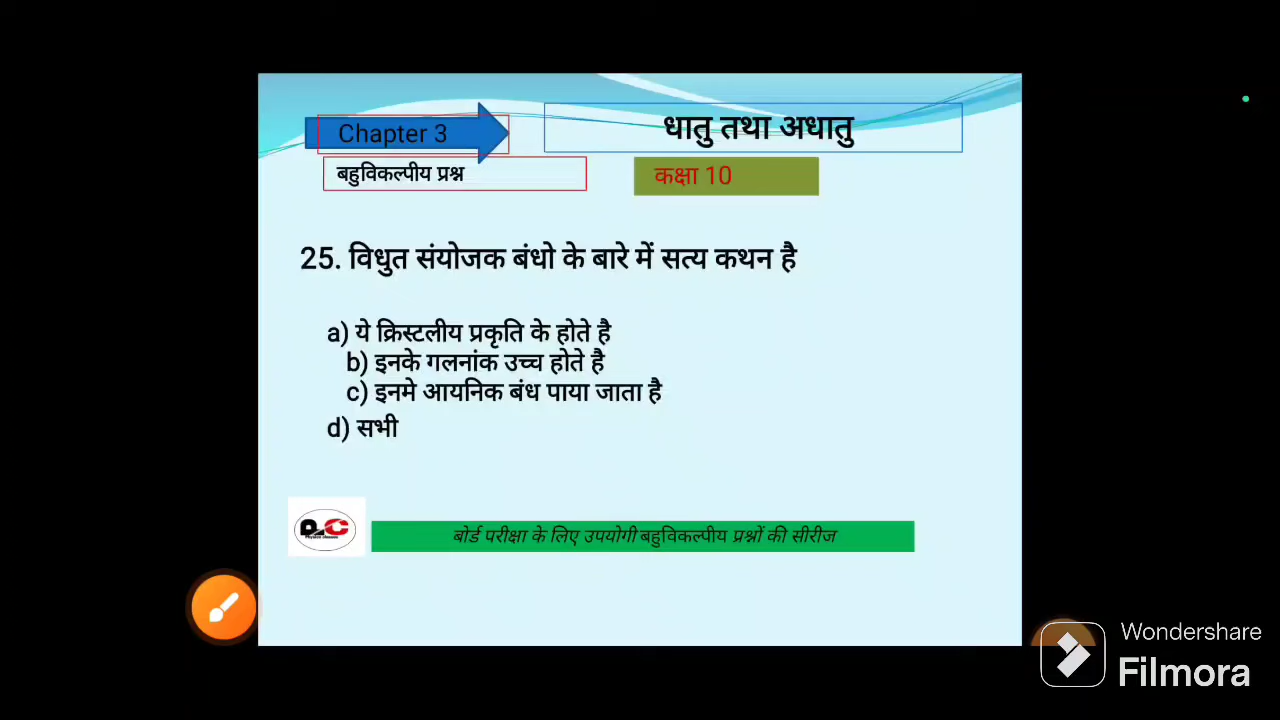 Chapter 3
धातु तथा अधातु
बहुविकल्पीय प्रश्न
कक्षा 10
25. विधुत संयोजक बंधो के बारे में सत्य कथन है
a) ये क्रिस्टलीय प्रकृति के होते है
b) इनके गलनांक उच्च होते है
c) इनमे आयनिक बंध पाया जाता है
d) सभी
बोर्ड परीक्षा के लिए उपयोगी बहुविकल्पीय प्रश्नों की सीरीज
Wondershare
Filmora